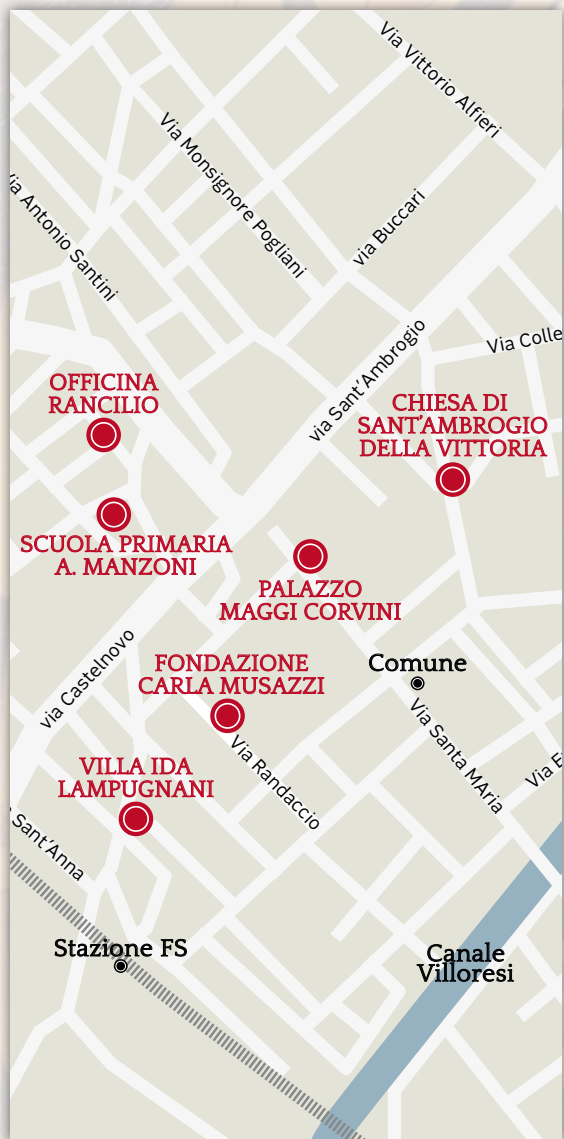 Via Vittorio Alfieri
Via Monsignore Pogliani
via Buccari
Via Antonio Santini
via Sant'Ambrogio
Via Colle
OFFICINA
RANCILIO
CHIESA DI
SANT'AMBROGIO
DELLA VITTORIA
SCUOLA PRIMARIA
A. MANZONI
PALAZZO
MAGGI CORVINI
via Castelnovo
FONDAZIONE
CARLA MUSAZZI
Comune
Via Santa MAria
Via Randaccio
Via E
VILLA IDA
LAMPUGNANI
Sant'Anna
Stazione FS
Canale
Villoresi